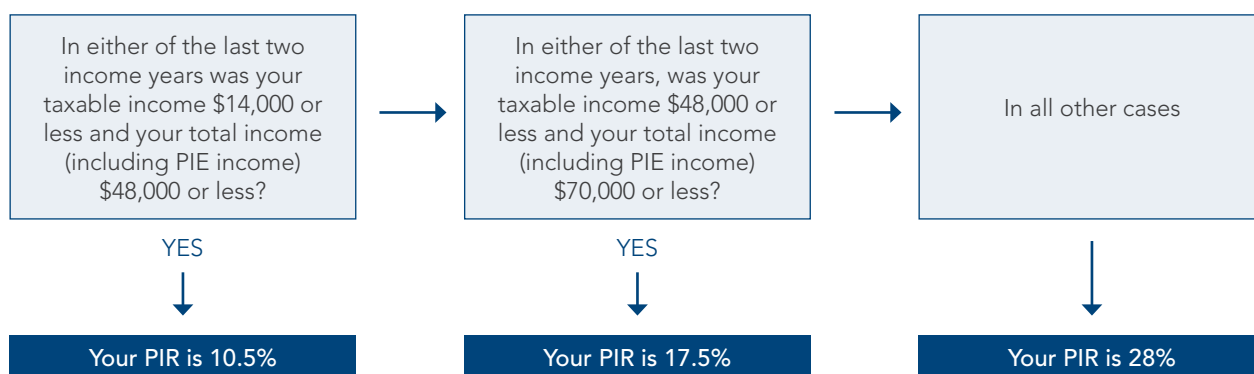 In either of the last two
income years was your
taxable income $14,000 or
less and your total income
(including PIE income)
$48,000 or less?
YES
Your PIR is 10.5%
In either of the last two
income years, was your
taxable income $48,000 or
less and your total income
(including PIE income)
$70,000 or less?
YES
Your PIR is 17.5%
In all other cases
Your PIR is 28%